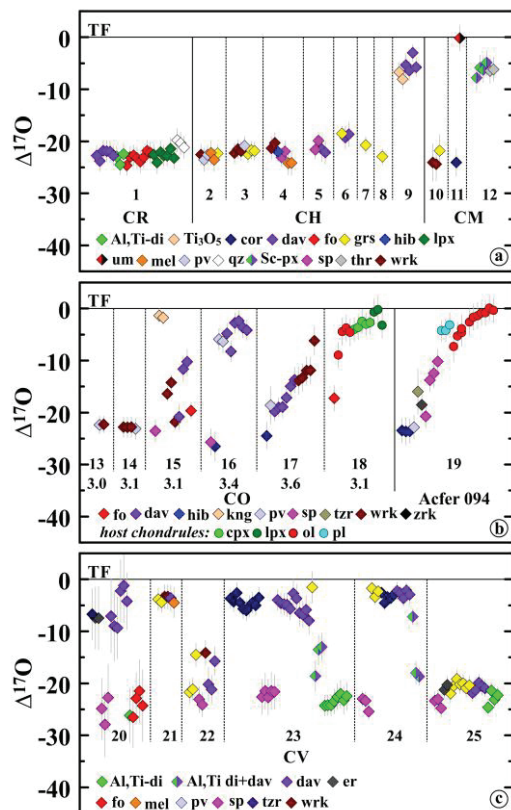 TF
0
-10
-20
-30
-40
Δ¹⁷O
1 2 3 4 5 6 7 8 9 10 11 12
CR CH CM
Al,Ti-di Ti₃O₅ cor dav fo grs hib lpx
um mel pv qz Sc-px sp thr wrk
a
TF
0
-10
-20
-30
-40
Δ¹⁷O
13 14 15 16 17 18 19
3.0 3.1 3.1 3.4 3.6 3.1
CO Acfer 094
fo dav hib kng pv sp tzr wrk zrk
host chondrules: cpx lpx ol pl
b
TF
0
-10
-20
-30
-40
Δ¹⁷O
20 21 22 23 24 25
CV
Al,Ti-di Al,Ti di+dav dav er
fo mel pv sp tzr wrk
c